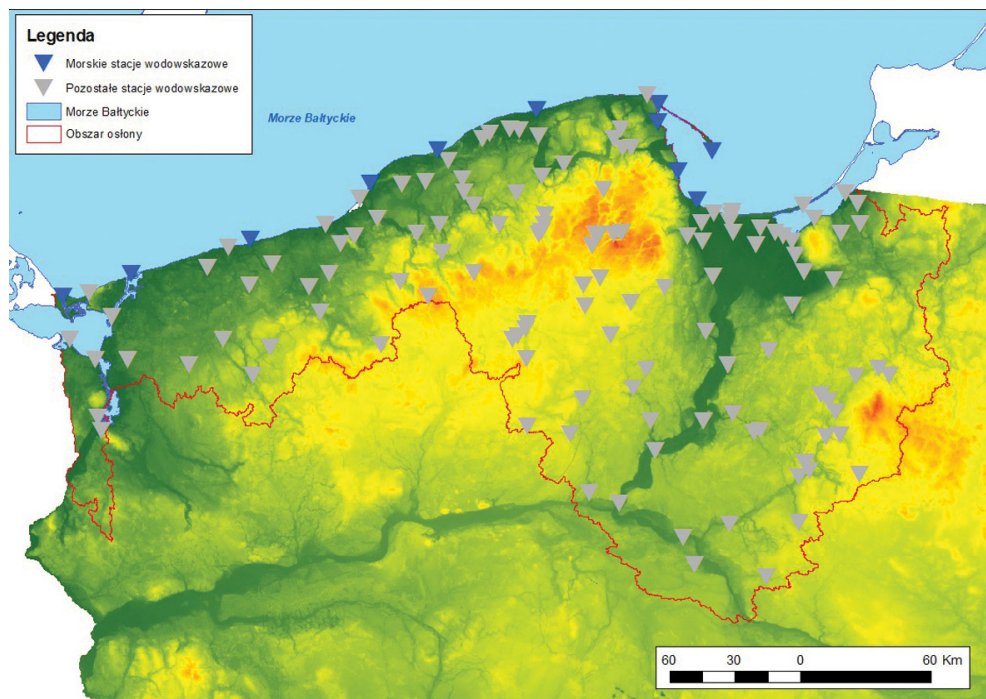 Legenda
Morskie stacje wodowskazowe
Pozostałe stacje wodowskazowe
Morze Bałtyckie
Obszar osłony
Morze Bałtyckie
60 30 0 60 Km